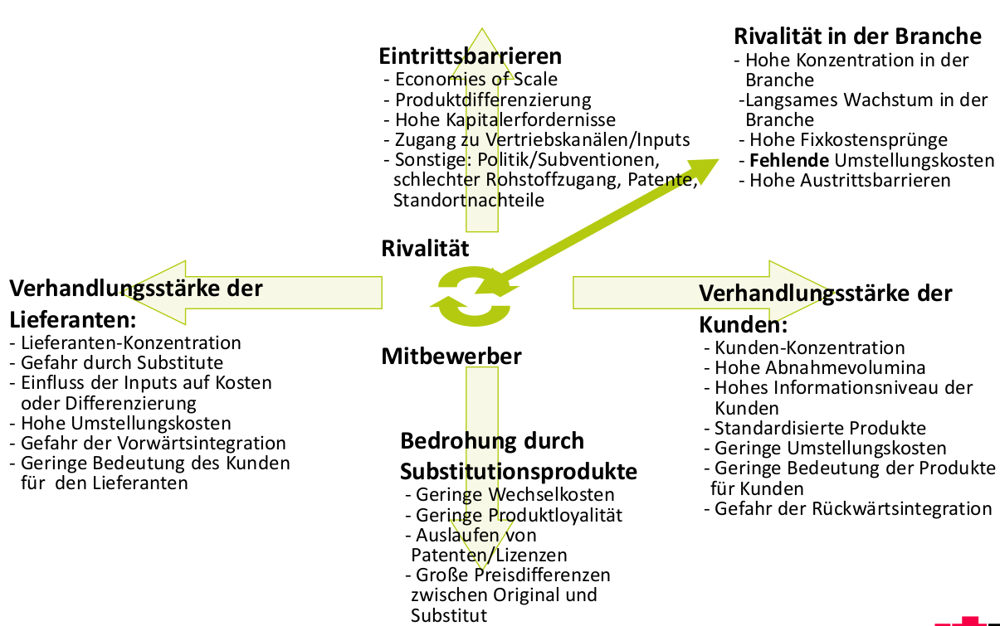 Eintrittsbarrieren
- Economies of Scale
- Produktdifferenzierung
- Hohe Kapitalerfordernisse
- Zugang zu Vertriebskanälen/Inputs
- Sonstige: Politik/Subventionen,
schlechter Rohstoffzugang, Patente,
Standortnachteile
Rivalität in der Branche
- Hohe Konzentration in der
Branche
-Langsames Wachstum in der
Branche
- Hohe Fixkostensprünge
- Fehlende Umstellungskosten
- Hohe Austrittsbarrieren
Rivalität
Mitbewerber
Verhandlungsstärke der
Lieferanten:
- Lieferanten-Konzentration
- Gefahr durch Substitute
- Einfluss der Inputs auf Kosten
oder Differenzierung
- Hohe Umstellungskosten
- Gefahr der Vorwärtsintegration
- Geringe Bedeutung des Kunden
für den Lieferanten
Verhandlungsstärke der
Kunden:
- Kunden-Konzentration
- Hohe Abnahmevolumina
- Hohes Informationsniveau der
Kunden
- Standardisierte Produkte
- Geringe Umstellungskosten
- Geringe Bedeutung der Produkte
für Kunden
- Gefahr der Rückwärtsintegration
Bedrohung durch
Substitutionsprodukte
- Geringe Wechselkosten
- Geringe Produktloyalität
- Auslaufen von
Patenten/Lizenzen
- Große Preisdifferenzen
zwischen Original und
Substitut